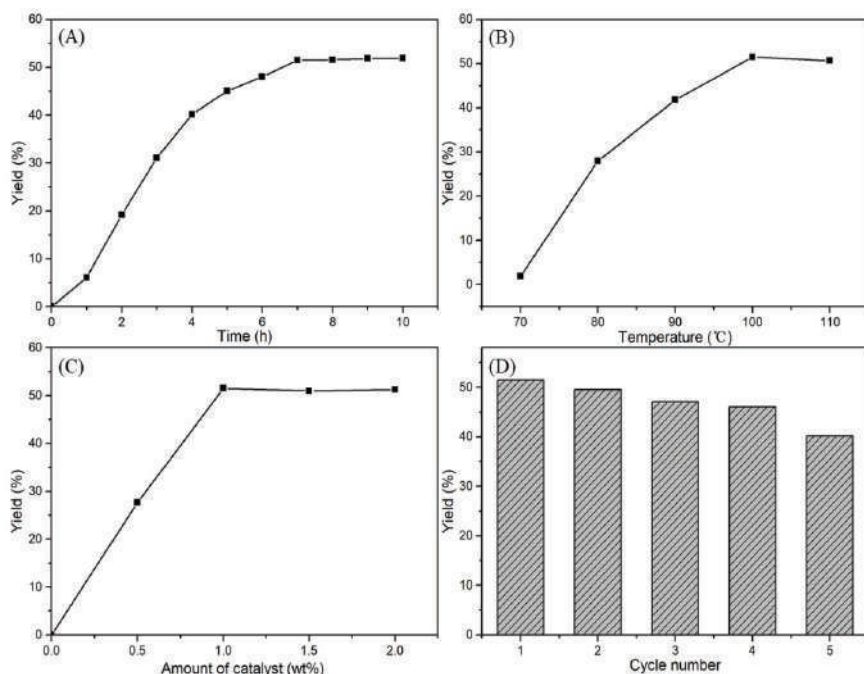 (A)
60
50
40
30
20
10
0
Yield (%)
0 2 4 6 8 10
Time (h)
(B)
60
50
40
30
20
10
0
Yield (%)
70 80 90 100 110
Temperature (℃)
(C)
60
50
40
30
20
10
0
Yield (%)
0.0 0.5 1.0 1.5 2.0
Amount of catalyst (wt%)
(D)
50
40
30
20
10
0
Yield (%)
1 2 3 4 5
Cycle number